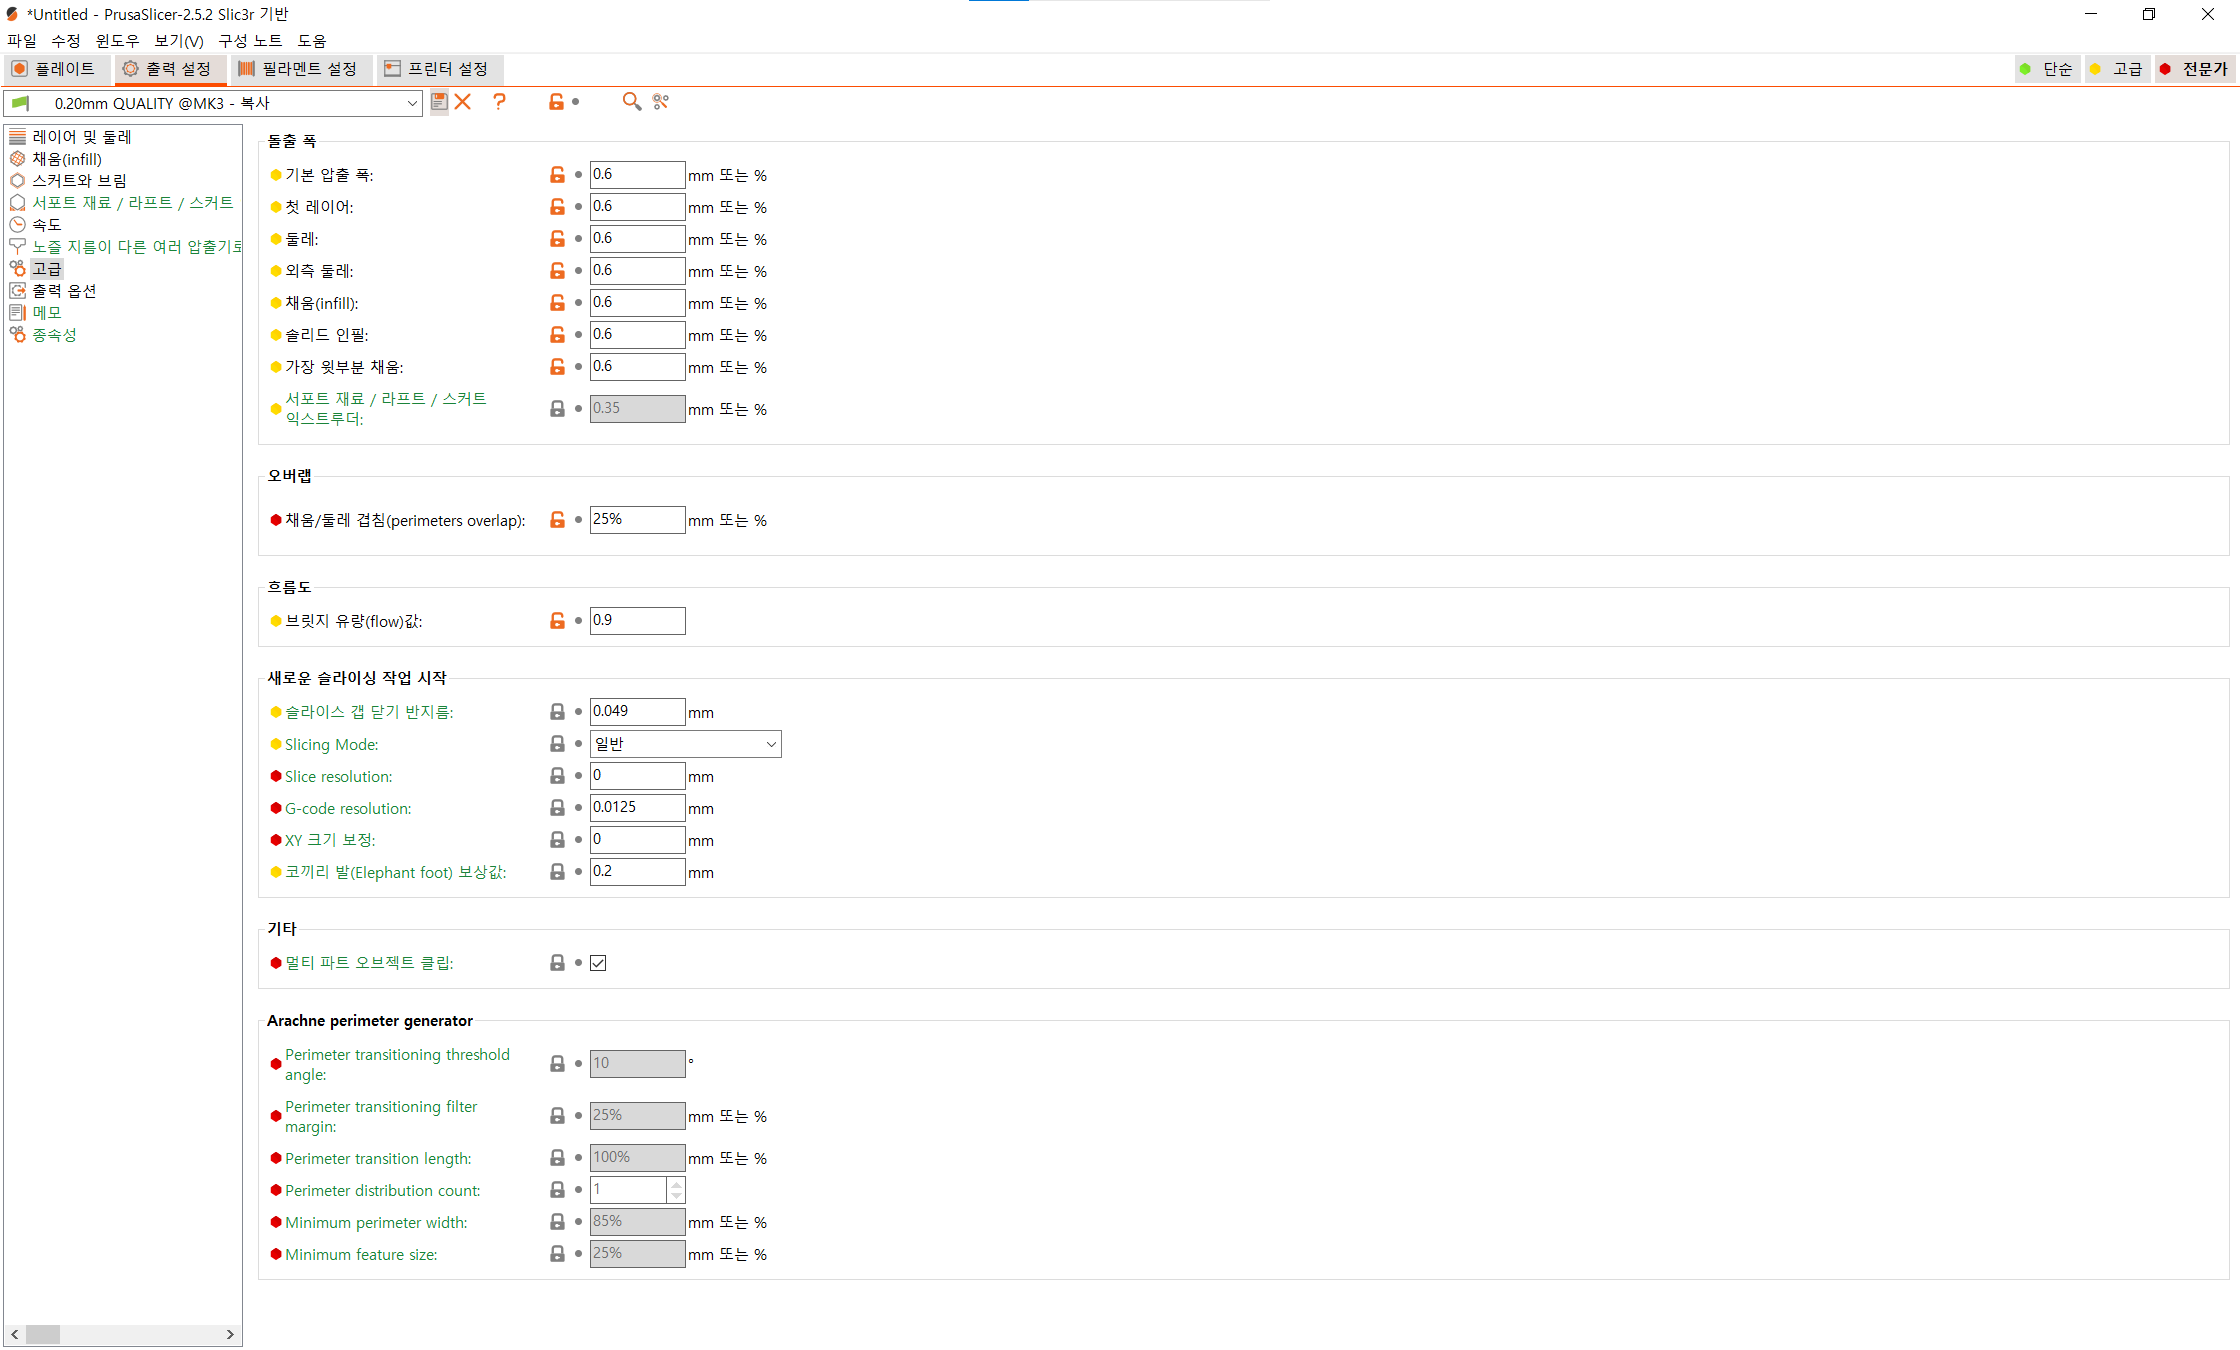 *Untitled - PrusaSlicer-2.5.2 Slic3r 기반
파일 수정 윈도우 보기(V) 구성 노트 도움
플레이트 출력 설정 필라멘트 설정 프린터 설정 단순 고급 전문가
0.20mm QUALITY @MK3 - 복사
레이어 및 둘레
채움(infill)
스커트와 브림
서포트 재료 / 라프트 / 스커트
속도
노즐 지름이 다른 여러 압출기로
고급
출력 옵션
메모
종속성
돌출 폭
기본 압출 폭: 0.6 mm 또는 %
첫 레이어: 0.6 mm 또는 %
둘레: 0.6 mm 또는 %
외측 둘레: 0.6 mm 또는 %
채움(infill): 0.6 mm 또는 %
솔리드 인필: 0.6 mm 또는 %
가장 윗부분 채움: 0.6 mm 또는 %
서포트 재료 / 라프트 / 스커트
익스트루더: 0.35 mm 또는 %
오버랩
채움/둘레 겹침(perimeters overlap): 25% mm 또는 %
흐름도
브릿지 유량(flow)값: 0.9
새로운 슬라이싱 작업 시작
슬라이스 갭 닫기 반지름: 0.049 mm
Slicing Mode: 일반
Slice resolution: 0 mm
G-code resolution: 0.0125 mm
XY 크기 보정: 0 mm
코끼리 발(Elephant foot) 보상값: 0.2 mm
기타
멀티 파트 오브젝트 클립:
Arachne perimeter generator
Perimeter transitioning threshold
angle: 10 °
Perimeter transitioning filter
margin: 25% mm 또는 %
Perimeter transition length: 100% mm 또는 %
Perimeter distribution count: 1
Minimum perimeter width: 85% mm 또는 %
Minimum feature size: 25% mm 또는 %